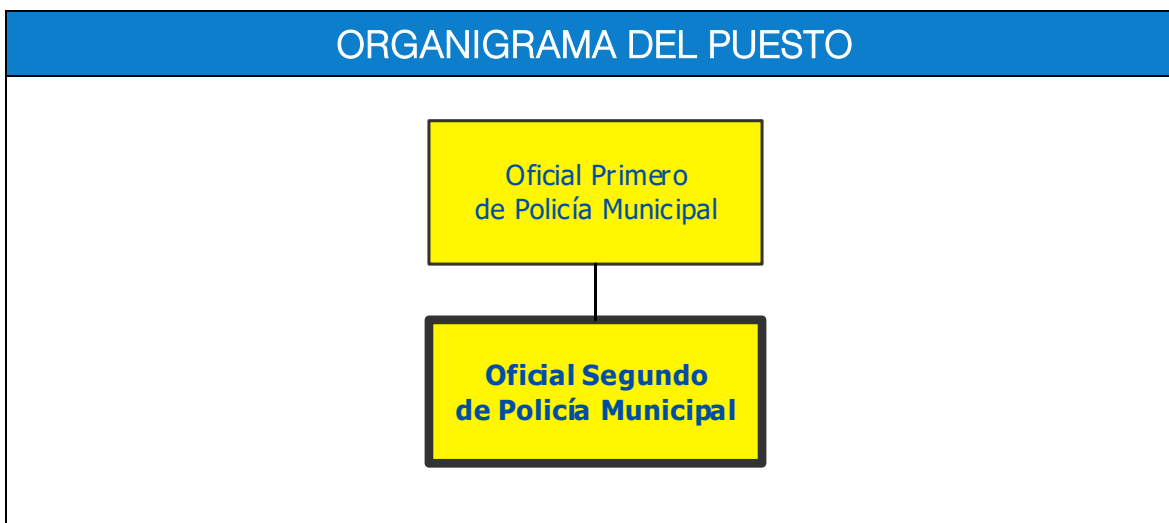 ORGANIGRAMA DEL PUESTO
Oficial Primero
de Policía Municipal
Oficial Segundo
de Policía Municipal